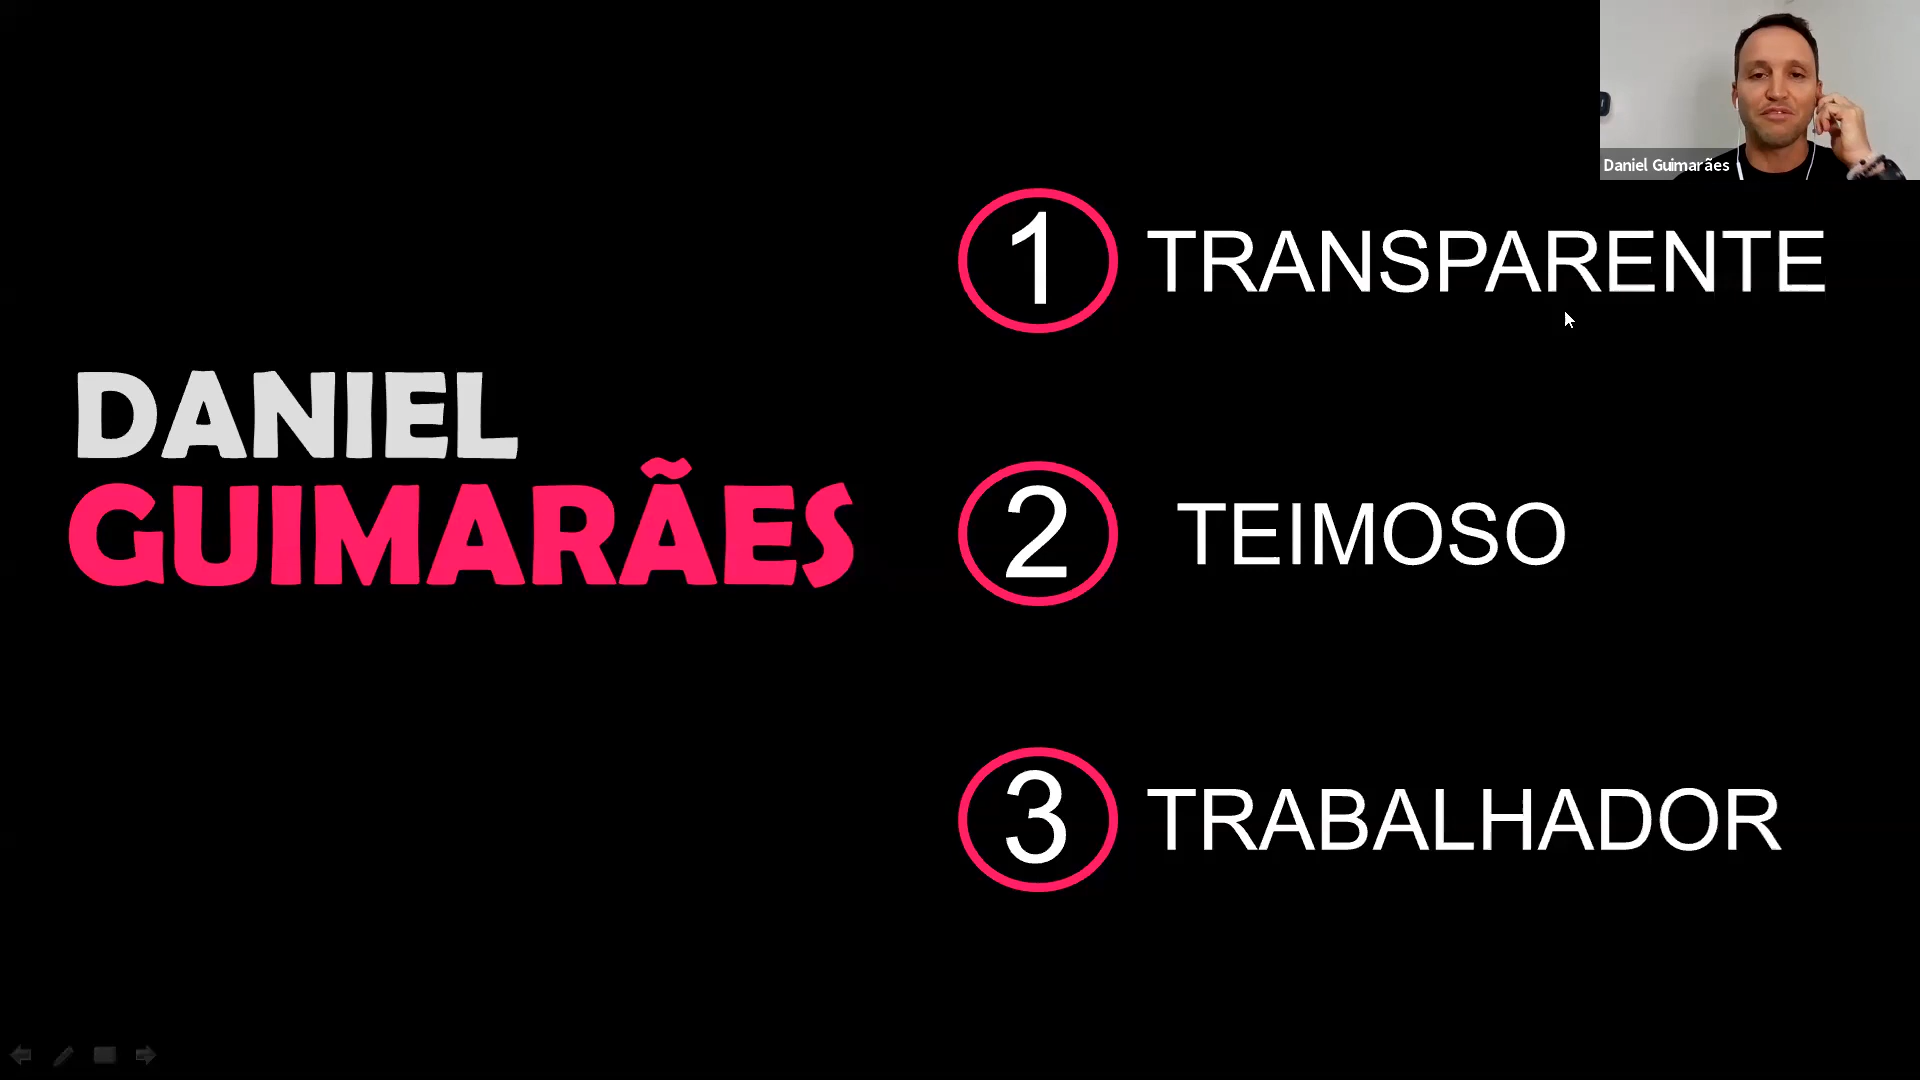 Daniel Guimarães
DANIEL
GUIMARÃES
1 TRANSPARENTE
2 TEIMOSO
3 TRABALHADOR